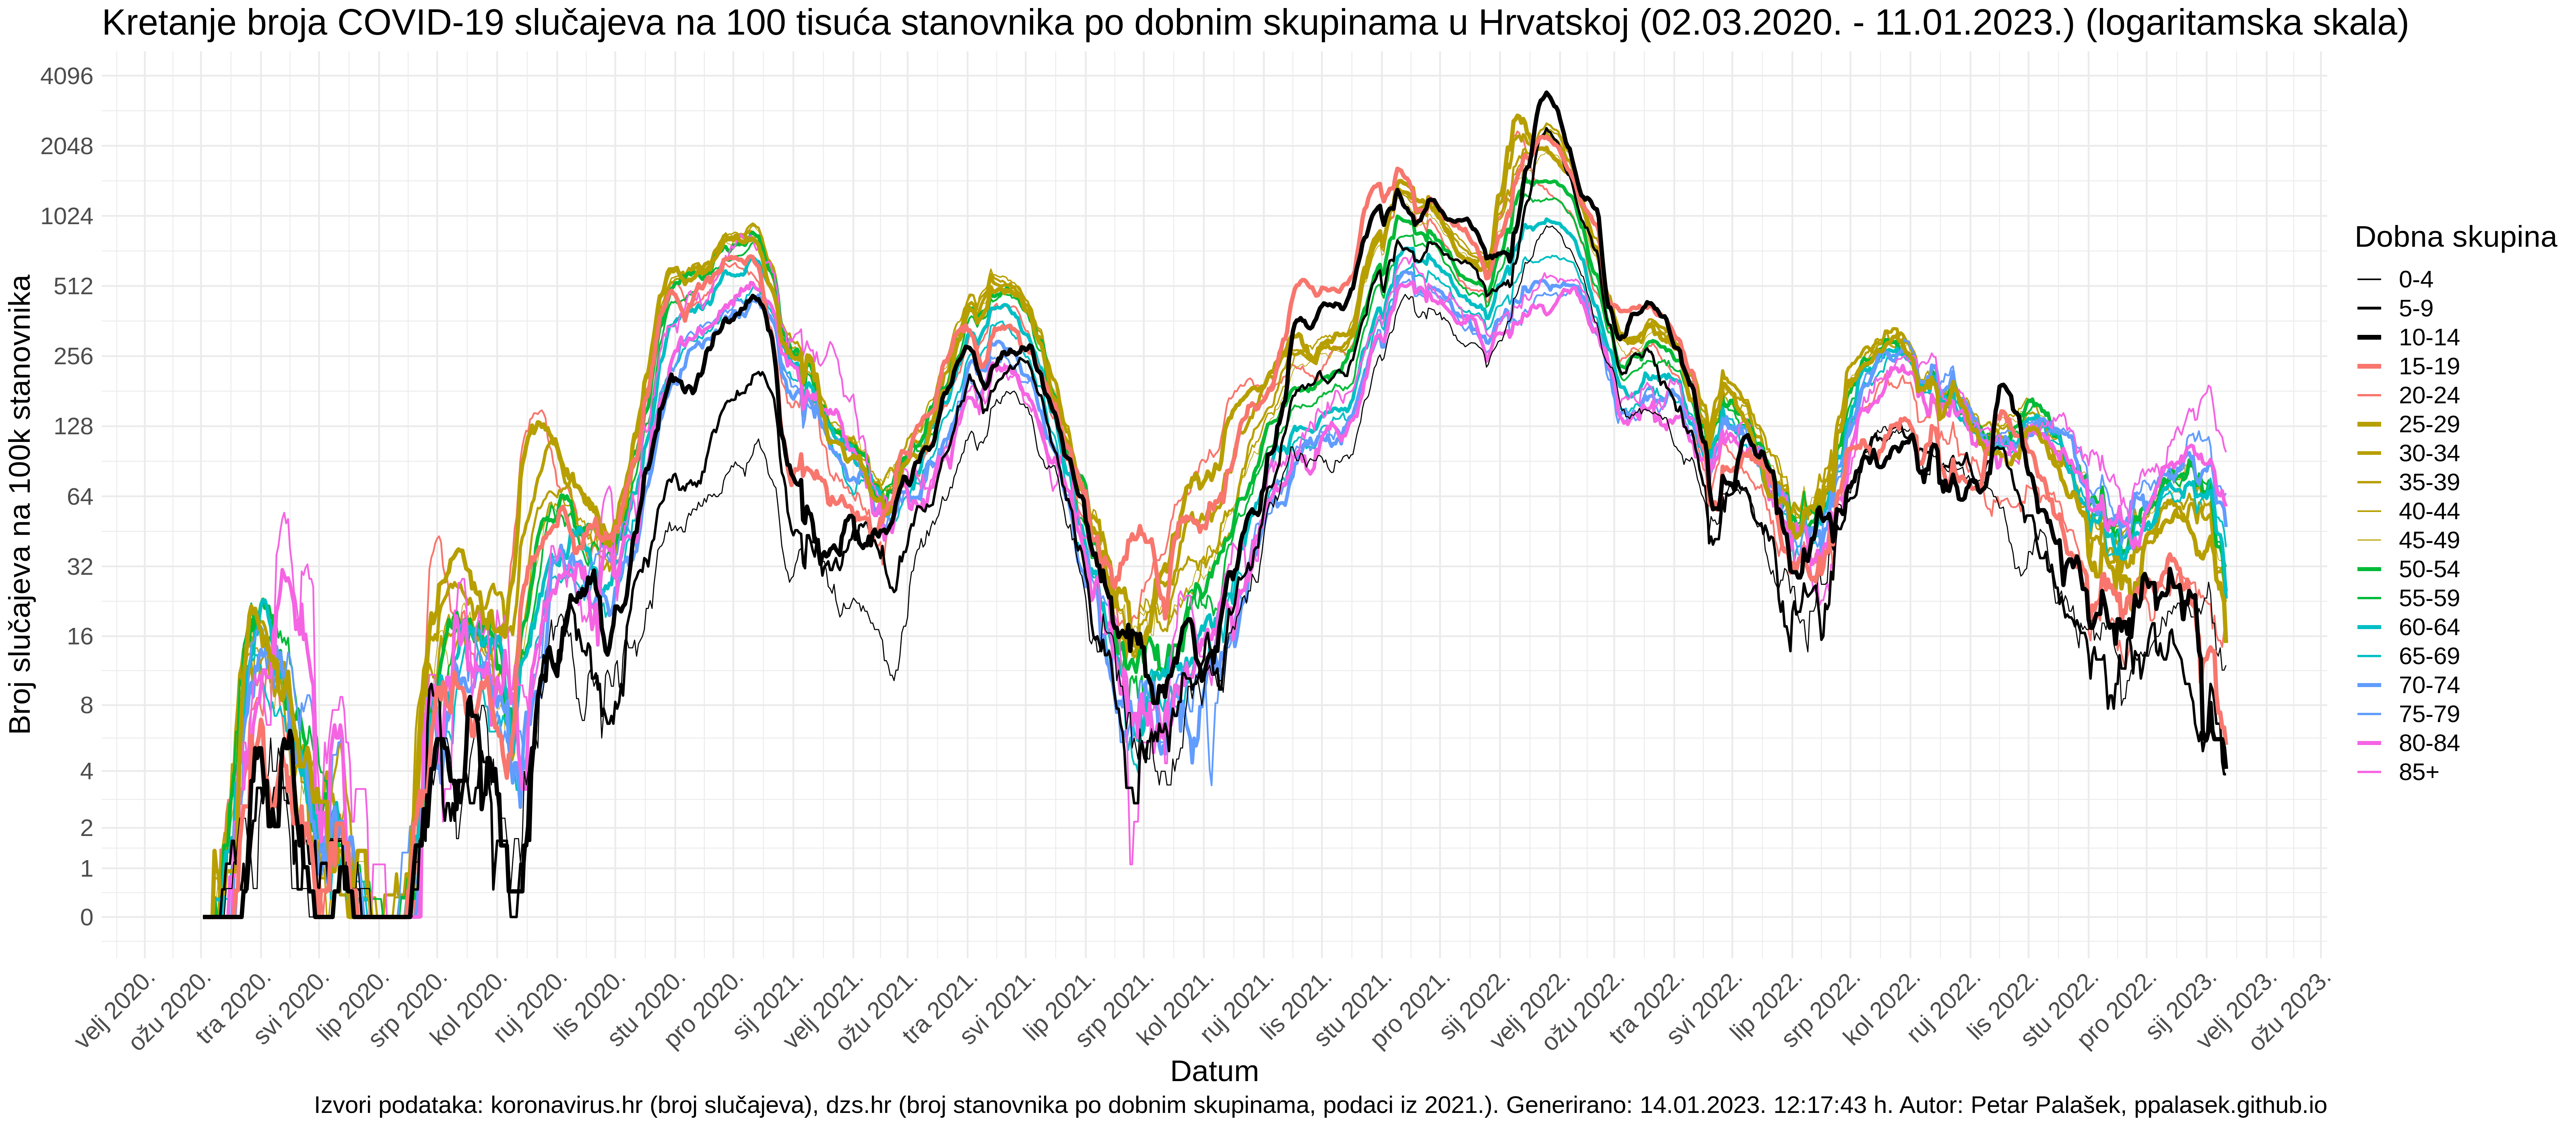 Kretanje broja COVID-19 slučajeva na 100 tisuća stanovnika po dobnim skupinama u Hrvatskoj (02.03.2020. - 11.01.2023.) (logaritamska skala)
Broj slučajeva na 100k stanovnika
4096
2048
1024
512
256
128
64
32
16
8
4
2
1
0
velj 2020.
ožu 2020.
tra 2020.
svi 2020.
lip 2020.
srp 2020.
kol 2020.
ruj 2020.
lis 2020.
stu 2020.
pro 2020.
sij 2021.
velj 2021.
ožu 2021.
tra 2021.
svi 2021.
lip 2021.
srp 2021.
kol 2021.
ruj 2021.
lis 2021.
stu 2021.
pro 2021.
sij 2022.
velj 2022.
ožu 2022.
tra 2022.
svi 2022.
lip 2022.
srp 2022.
kol 2022.
ruj 2022.
lis 2022.
stu 2022.
pro 2022.
sij 2023.
velj 2023.
ožu 2023.
Datum
Dobna skupina
0-4
5-9
10-14
15-19
20-24
25-29
30-34
35-39
40-44
45-49
50-54
55-59
60-64
65-69
70-74
75-79
80-84
85+
Izvori podataka: koronavirus.hr (broj slučajeva), dzs.hr (broj stanovnika po dobnim skupinama, podaci iz 2021.). Generirano: 14.01.2023. 12:17:43 h. Autor: Petar Palašek, ppalasek.github.io